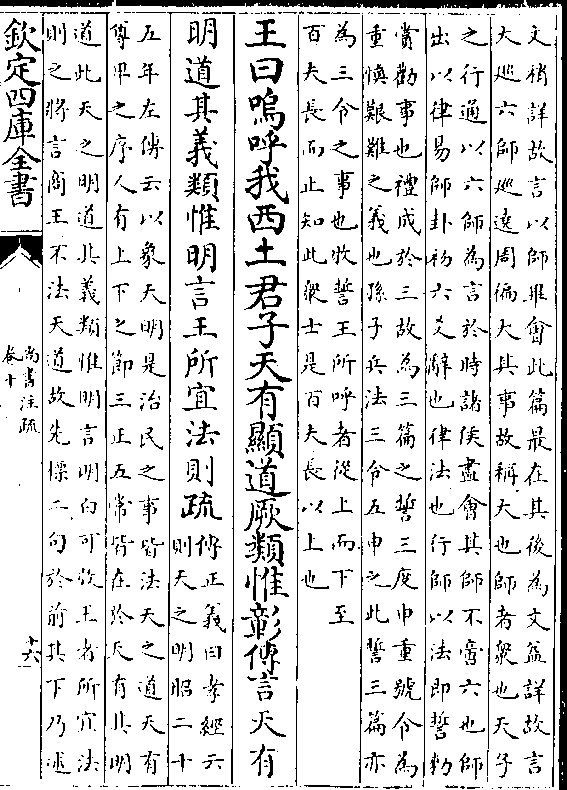 文稍詳故言以師畢會此篇最在其後為文益詳故言
大巡六師巡遶周徧大其事故稱大也師者衆也天子
之行通以六師為言於時諸侯盡會其師不啻六也師
出以律易師卦初六爻辭也律法也行師以法即誓勑
賞勸事也禮成於三故為三篇之誓三度申重號令為
重慎艱難之義也孫子兵法三令五申之此誓三篇亦
為三令之事也牧誓王所呼者從上而下至
百夫長而止知此衆士是百夫長以上也
王曰嗚呼我西土君子天有顯道厥類惟彰傳言天有
明道其義類惟明言王所宜法則疏
傳正義曰孝經云
則天之明昭二十
五年左傳云以象天明是治民之事皆法天之道天有
尊卑之序人有上下之節三正五常皆在於天有其明
道此天之明道其義類惟明言明白可效王者所宜法
則之將言商王不法天道故先標二句於前其下乃述
欽定四庫全書
尚書注疏
卷十
十六